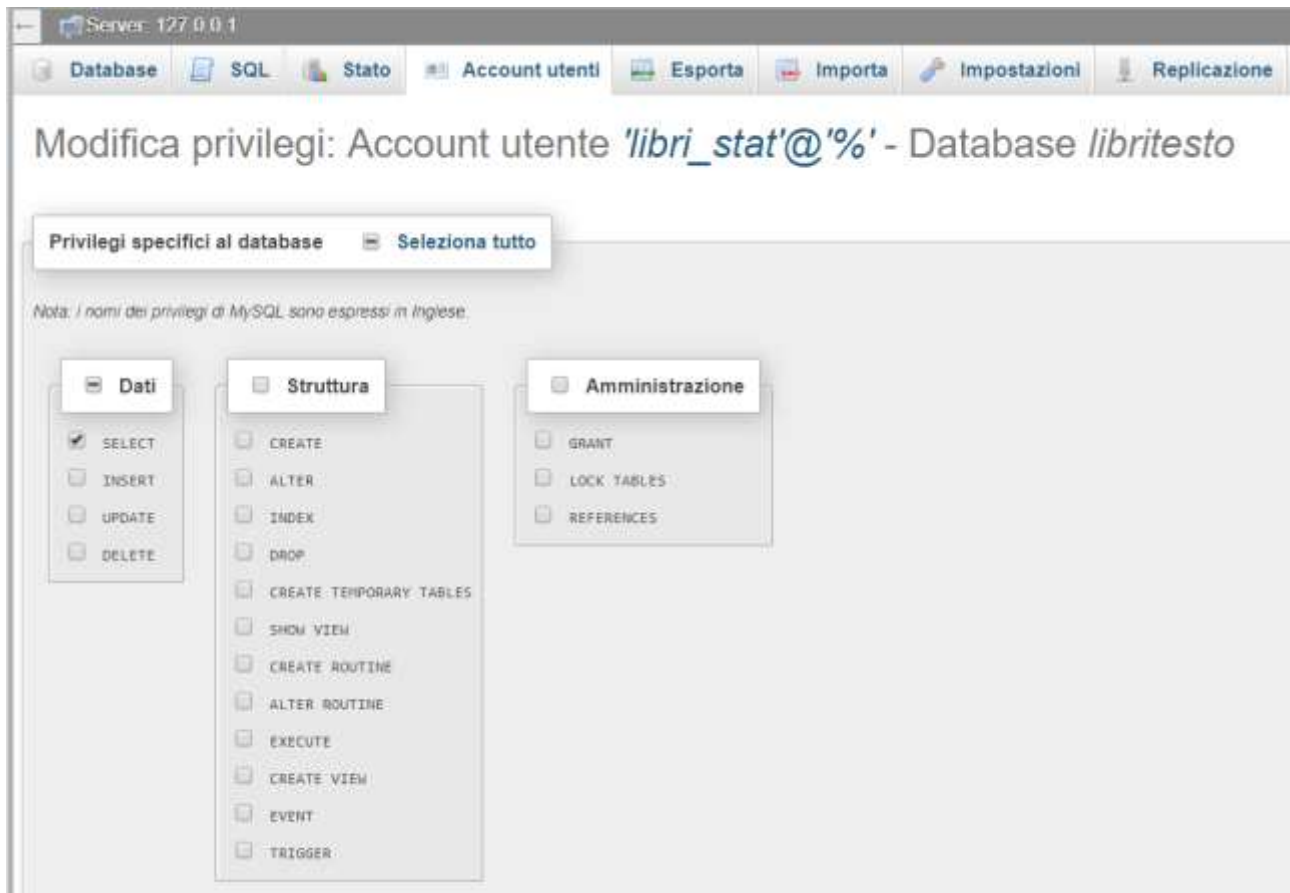 Server: 127.0.0.1
Database SQL Stato Account utenti Esporta Importa Impostazioni Replicazione
Modifica privilegi: Account utente 'libri_stat'@'%' - Database libritesto
Privilegi specifici al database Seleziona tutto
Nota: i nomi dei privilegi di MySQL sono espressi in Inglese.
Dati
SELECT
INSERT
UPDATE
DELETE
Struttura
CREATE
ALTER
INDEX
DROP
CREATE TEMPORARY TABLES
SHOW VIEW
CREATE ROUTINE
ALTER ROUTINE
EXECUTE
CREATE VIEW
EVENT
TRIGGER
Amministrazione
GRANT
LOCK TABLES
REFERENCES